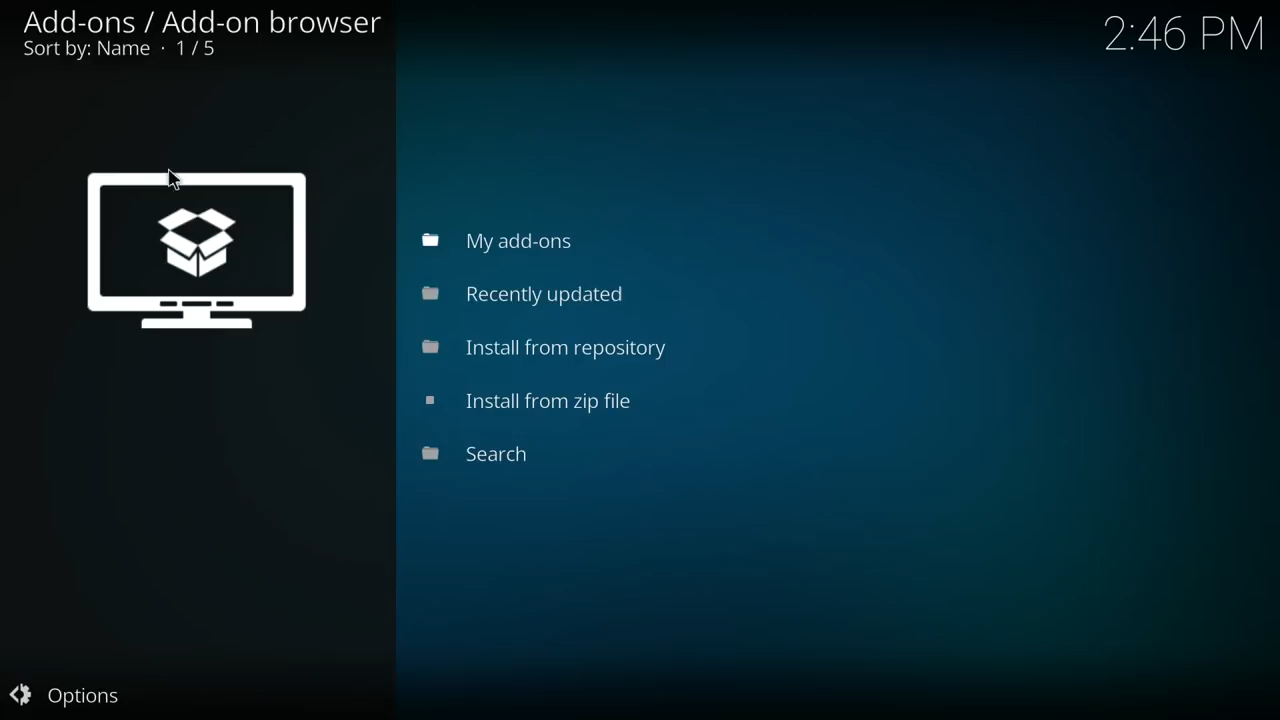 Add-ons / Add-on browser
Sort by: Name · 1 / 5
2:46 PM
My add-ons
Recently updated
Install from repository
Install from zip file
Search
Options